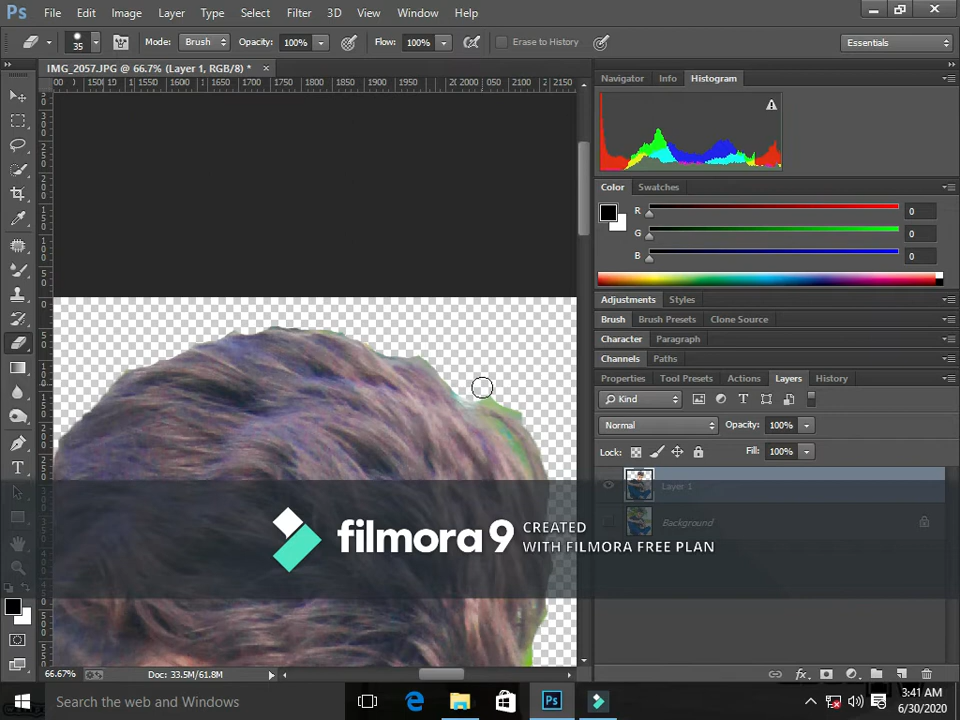 Ps File Edit Image Layer Type Select Filter 3D View Window Help
35 Mode: Brush Opacity: 100% Flow: 100% Erase to History Essentials
IMG_2057.JPG @ 66.7% (Layer 1, RGB/8) * ×
Navigator Info Histogram
Color Swatches
R 0
G 0
B 0
Adjustments Styles
Brush Brush Presets Clone Source
Character Paragraph
Channels Paths
Properties Tool Presets Actions Layers History
Kind
Normal Opacity: 100%
Lock: Fill: 100%
Layer 1
Background
filmora 9 CREATED
WITH FILMORA FREE PLAN
66.67% Doc: 33.5M/61.8M
Search the web and Windows
Ps
3:41 AM
6/30/2020